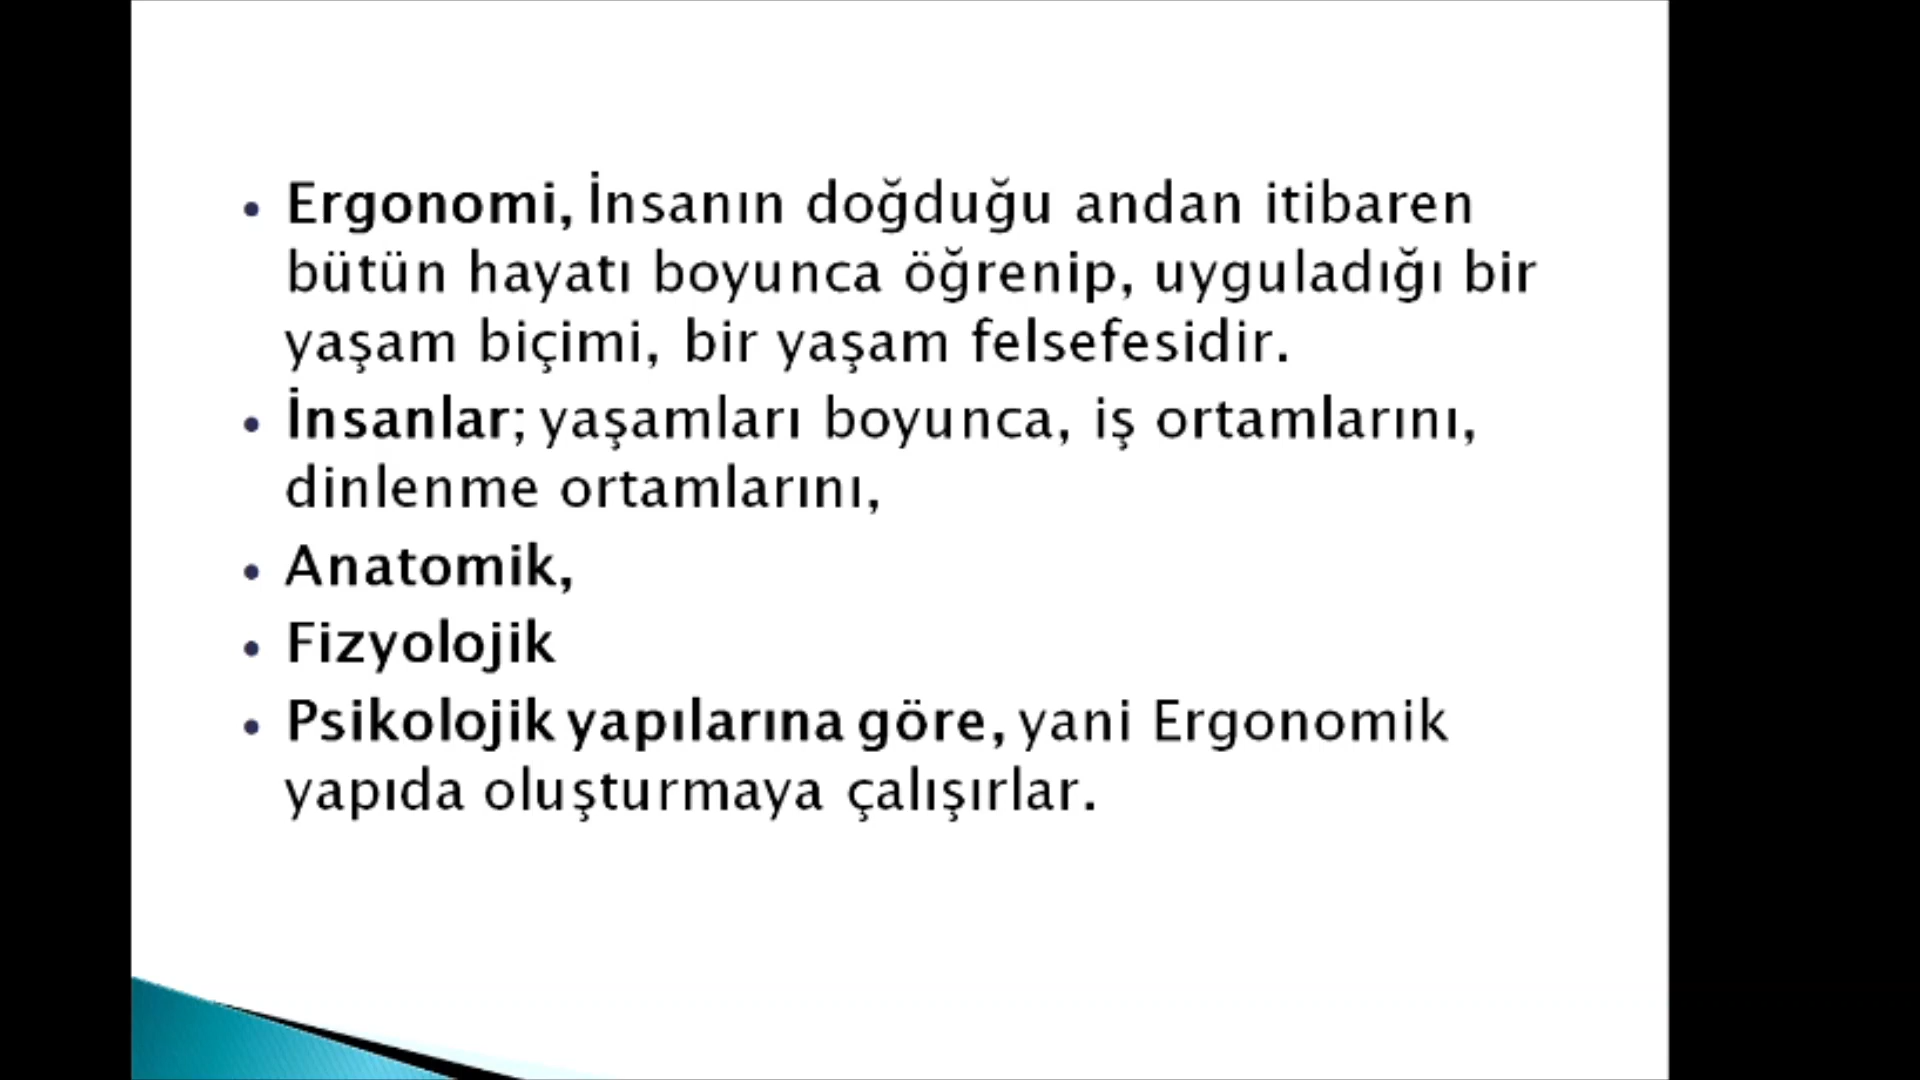 • Ergonomi, İnsanın doğduğu andan itibaren
bütün hayatı boyunca öğrenip, uyguladığı bir
yaşam biçimi, bir yaşam felsefesidir.
• İnsanlar; yaşamları boyunca, iş ortamlarını,
dinlenme ortamlarını,
• Anatomik,
• Fizyolojik
• Psikolojik yapılarına göre, yani Ergonomik
yapıda oluşturmaya çalışırlar.